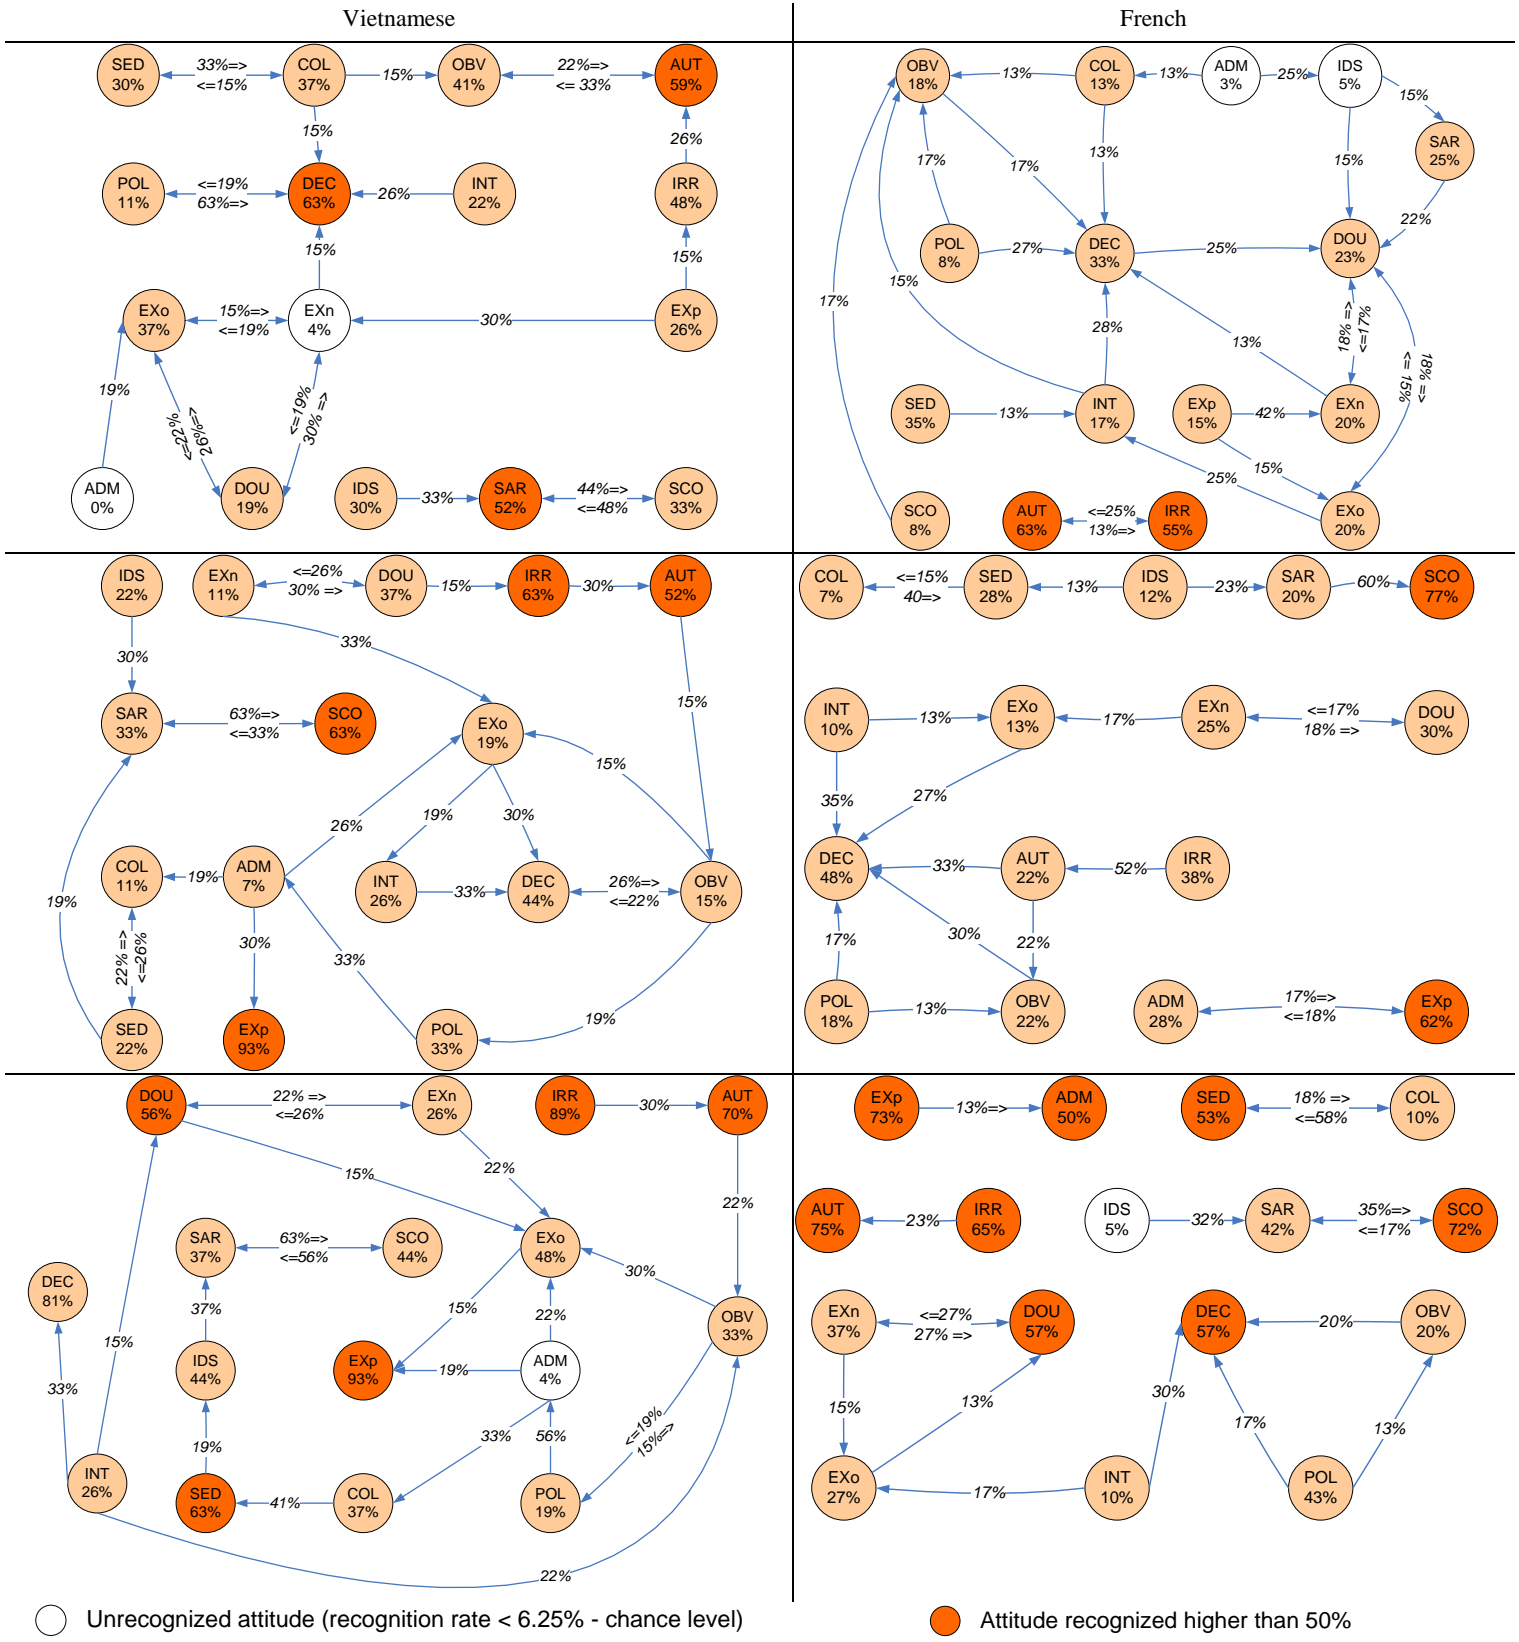 Vietnamese
French
SED
30%
33%=>
<=15%
COL
37%
15%
OBV
41%
22%=>
<= 33%
AUT
59%
15%
26%
POL
11%
<=19%
63%=>
DEC
63%
26%
INT
22%
IRR
48%
15%
15%
EXo
37%
15%=>
<=19%
EXn
4%
30%
EXp
26%
19%
<=22%
26%=>
<=19%
30% =>
ADM
0%
DOU
19%
IDS
30%
33%
SAR
52%
44%=>
<=48%
SCO
33%
OBV
18%
13%
COL
13%
13%
ADM
3%
25%
IDS
5%
15%
SAR
25%
17%
17%
13%
15%
22%
POL
8%
27%
DEC
33%
25%
DOU
23%
17%
15%
28%
13%
18% =>
<=17%
18% =>
<= 15%
SED
35%
13%
INT
17%
EXp
15%
42%
EXn
20%
15%
25%
SCO
8%
AUT
63%
<=25%
13%=>
IRR
55%
EXo
20%
IDS
22%
EXn
11%
<=26%
30% =>
DOU
37%
15%
IRR
63%
30%
AUT
52%
30%
33%
15%
SAR
33%
63%=>
<=33%
SCO
63%
EXo
19%
15%
26%
19%
30%
COL
11%
19%
ADM
7%
INT
26%
33%
DEC
44%
26%=>
<=22%
OBV
15%
19%
22% =>
<=26%
30%
33%
19%
SED
22%
EXp
93%
POL
33%
COL
7%
<=15%
40=>
SED
28%
13%
IDS
12%
23%
SAR
20%
60%
SCO
77%
INT
10%
13%
EXo
13%
17%
EXn
25%
<=17%
18% =>
DOU
30%
35%
27%
DEC
48%
33%
AUT
22%
52%
IRR
38%
17%
30%
22%
POL
18%
13%
OBV
22%
ADM
28%
17%=>
<=18%
EXp
62%
DOU
56%
22% =>
<=26%
EXn
26%
IRR
89%
30%
AUT
70%
15%
22%
22%
SAR
37%
63%=>
<=56%
SCO
44%
EXo
48%
30%
DEC
81%
37%
15%
22%
OBV
33%
15%
IDS
44%
EXp
93%
19%
ADM
4%
33%
19%
33%
56%
<=19%
15%=>
INT
26%
SED
63%
41%
COL
37%
POL
19%
22%
EXp
73%
13%=>
ADM
50%
SED
53%
18% =>
<=58%
COL
10%
AUT
75%
23%
IRR
65%
IDS
5%
32%
SAR
42%
35%=>
<=17%
SCO
72%
EXn
37%
<=27%
27% =>
DOU
57%
DEC
57%
20%
OBV
20%
15%
13%
30%
17%
13%
EXo
27%
17%
INT
10%
POL
43%
Unrecognized attitude (recognition rate < 6.25% - chance level)
Attitude recognized higher than 50%